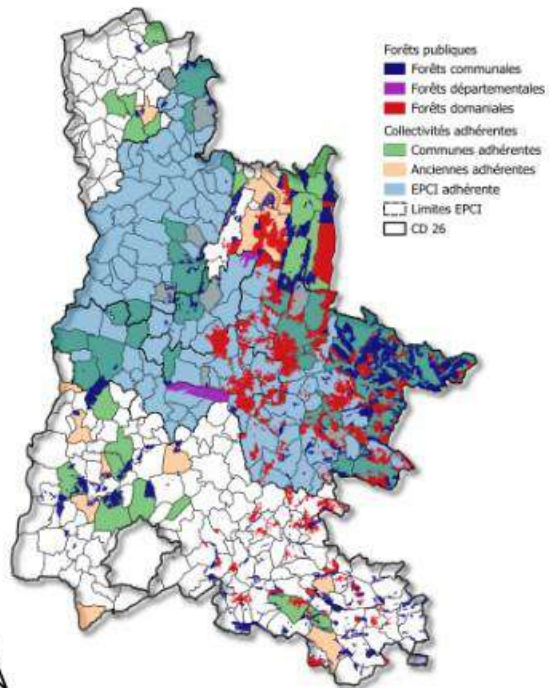 Forêts publiques
Forêts communales
Forêts départementales
Forêts domaniales
Collectivités adhérentes
Communes adhérentes
Anciennes adhérentes
EPCI adhérente
Limites EPCI
CD 26